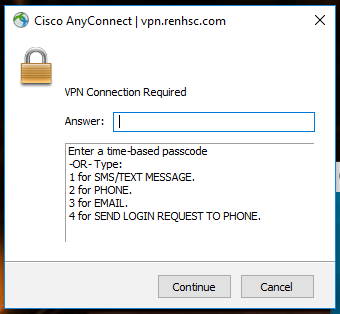 Cisco AnyConnect | vpn.renhsc.com
VPN Connection Required
Answer:
Enter a time-based passcode
-OR- Type:
1 for SMS/TEXT MESSAGE.
2 for PHONE.
3 for EMAIL.
4 for SEND LOGIN REQUEST TO PHONE.
Continue Cancel